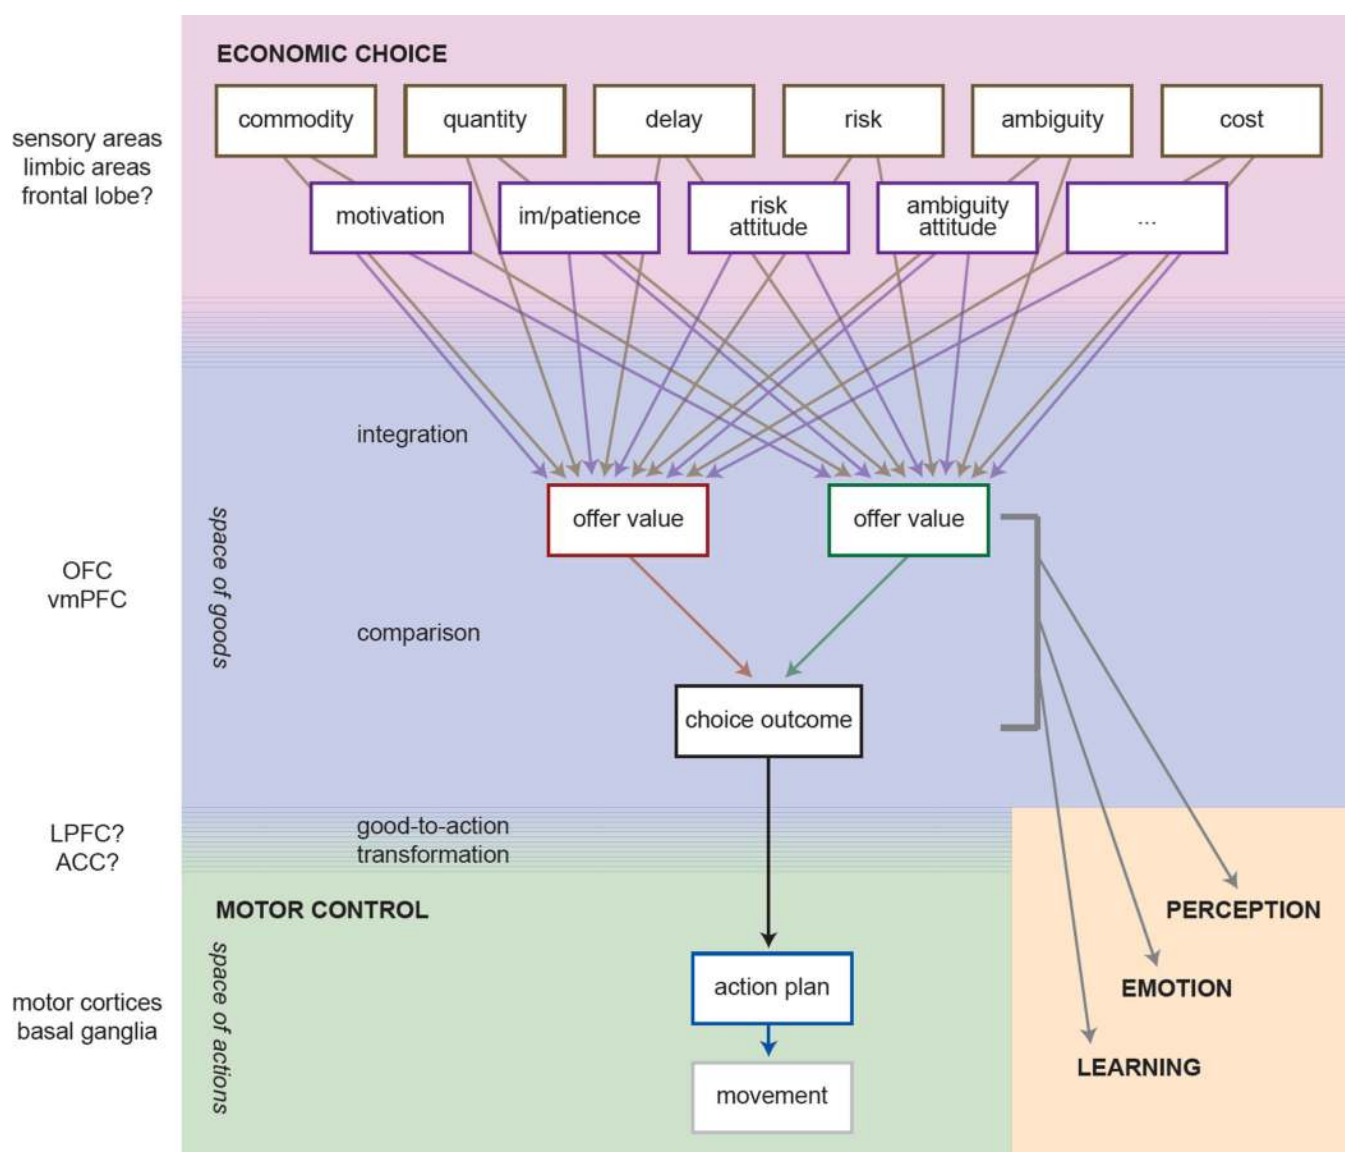 ECONOMIC CHOICE
commodity
quantity
delay
risk
ambiguity
cost
sensory areas
limbic areas
frontal lobe?
motivation
im/patience
risk
attitude
ambiguity
attitude
...
integration
offer value
offer value
space of goods
OFC
vmPFC
comparison
choice outcome
LPFC?
ACC?
good-to-action
transformation
MOTOR CONTROL
PERCEPTION
space of actions
motor cortices
basal ganglia
action plan
EMOTION
LEARNING
movement